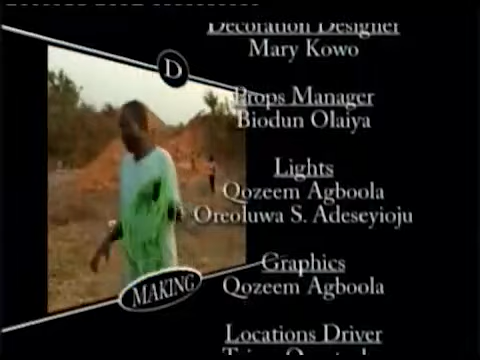 Decoration Designer
Mary Kowo
D
Props Manager
Biodun Olaiya
Lights
Qozeem Agboola
Oreoluwa S. Adeseyioju
Graphics
Qozeem Agboola
MAKING
Locations Driver